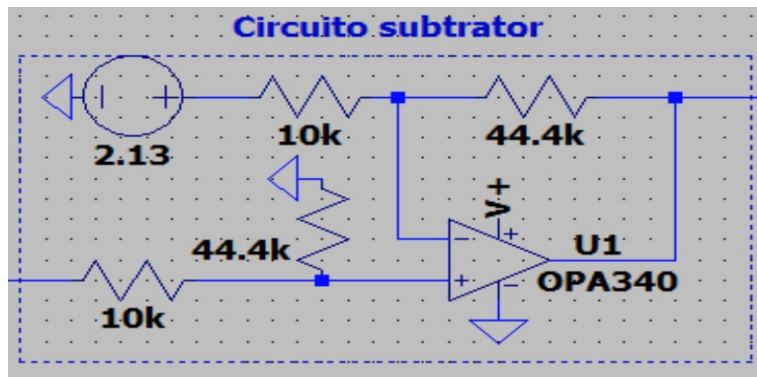 Circuito subtrator
10k
44.4k
2.13
V+
44.4k
U1
OPA340
10k